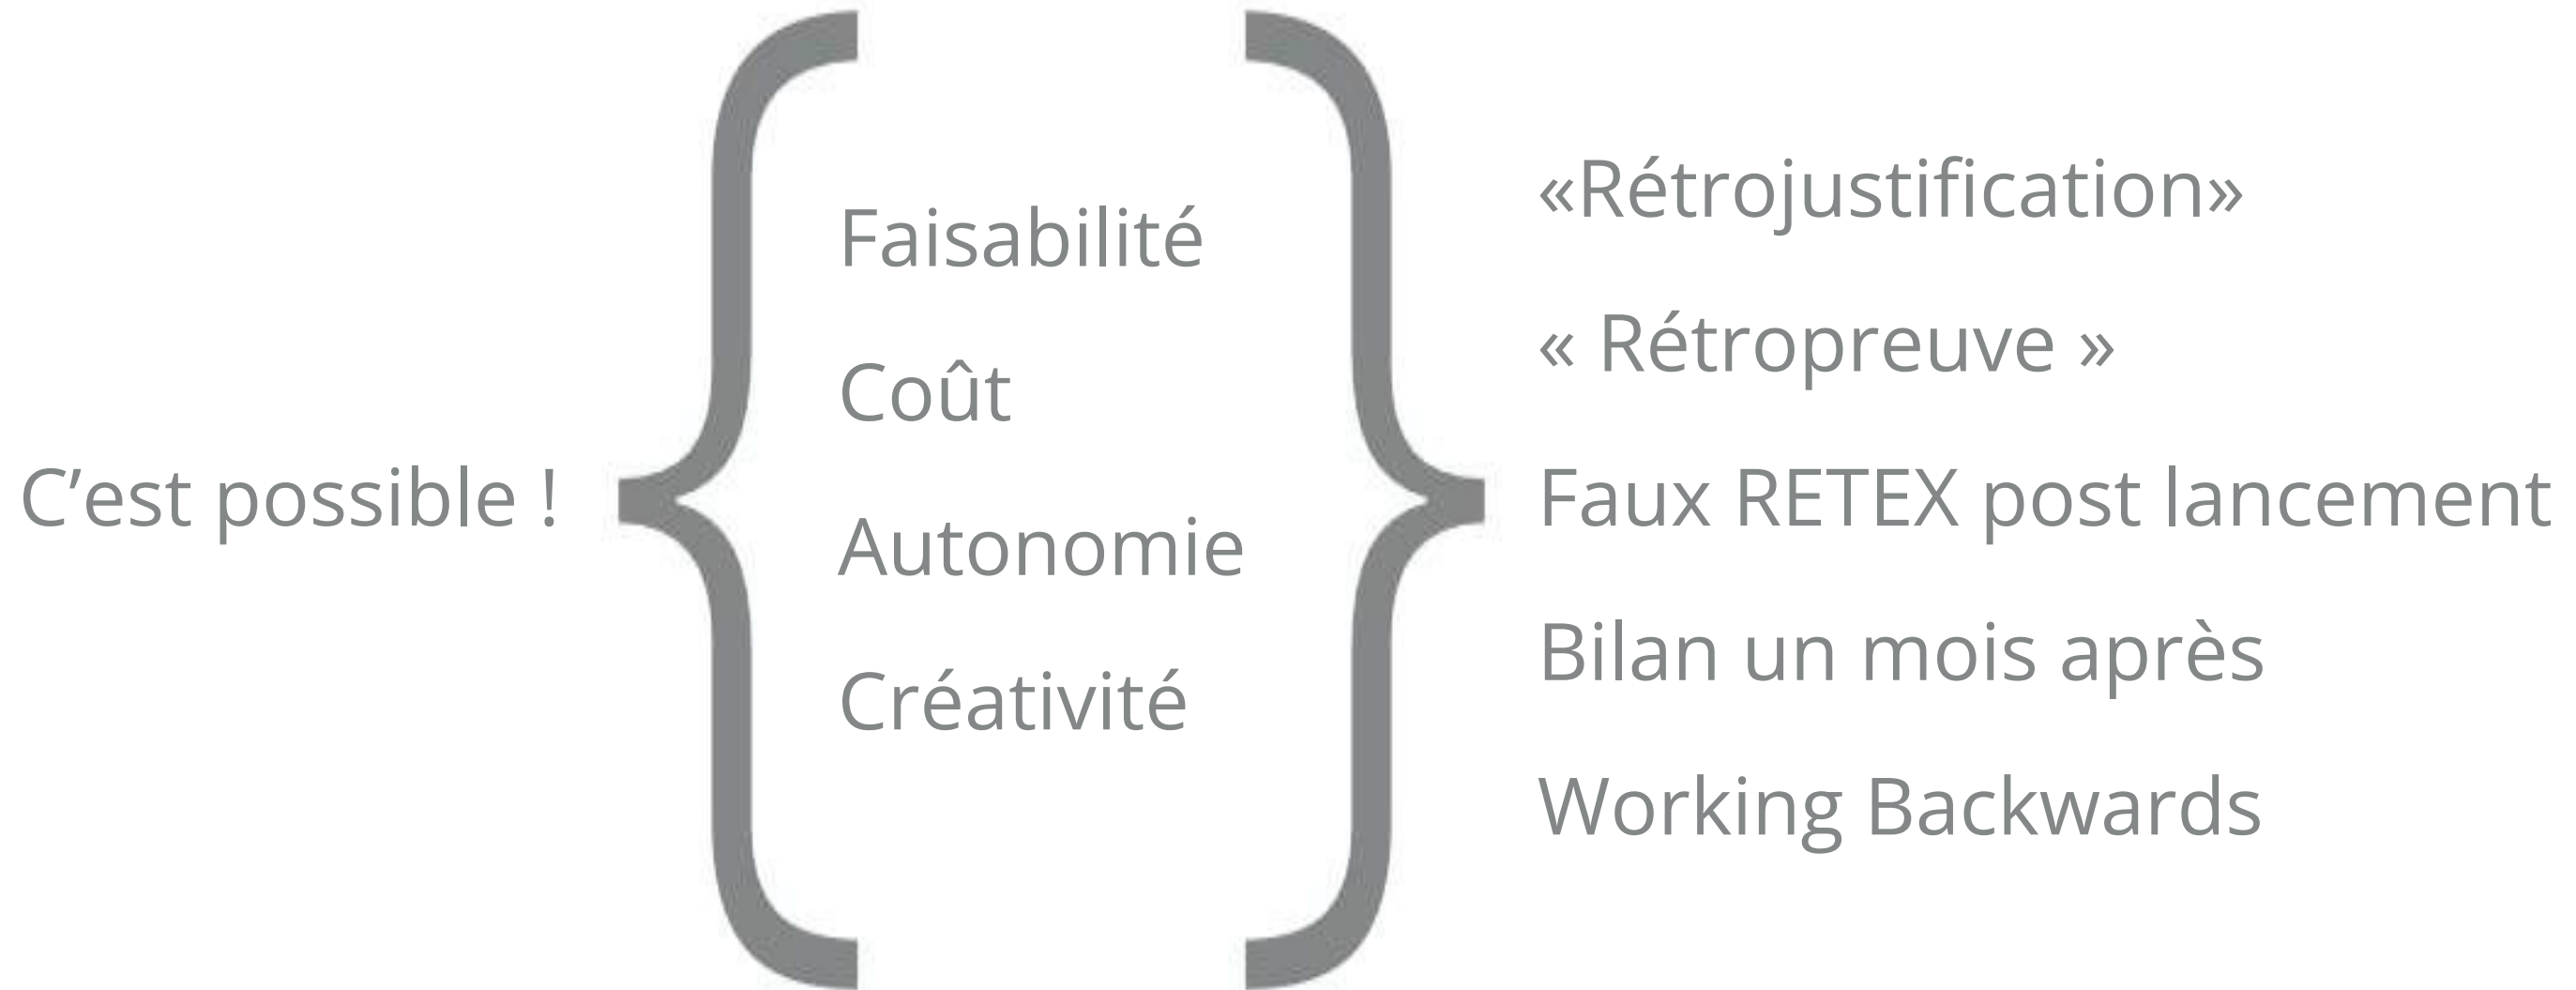 C’est possible !
Faisabilité
Coût
Autonomie
Créativité
«Rétrojustification»
« Rétropreuve »
Faux RETEX post lancement
Bilan un mois après
Working Backwards